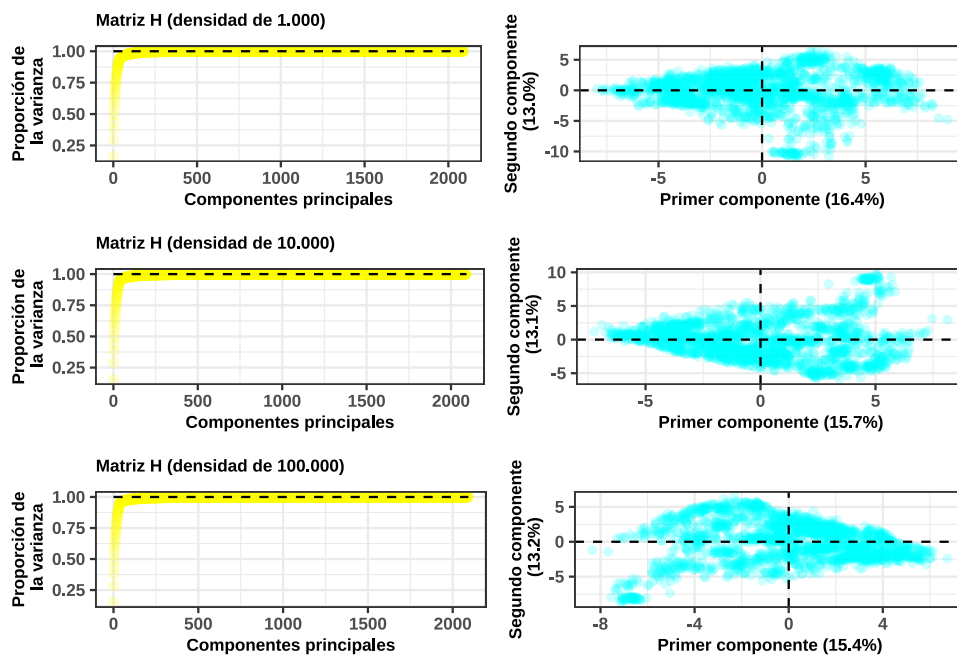 Matriz H (densidad de 1.000)
Proporción de
la varianza
1.00
0.75
0.50
0.25
0
500
1000
1500
2000
Componentes principales
Segundo componente
(13.0%)
5
0
-5
-10
-5
0
5
Primer componente (16.4%)
Matriz H (densidad de 10.000)
Proporción de
la varianza
1.00
0.75
0.50
0.25
0
500
1000
1500
2000
Componentes principales
Segundo componente
(13.1%)
10
5
0
-5
-5
0
5
Primer componente (15.7%)
Matriz H (densidad de 100.000)
Proporción de
la varianza
1.00
0.75
0.50
0.25
0
500
1000
1500
2000
Componentes principales
Segundo componente
(13.2%)
5
0
-5
-8
-4
0
4
Primer componente (15.4%)